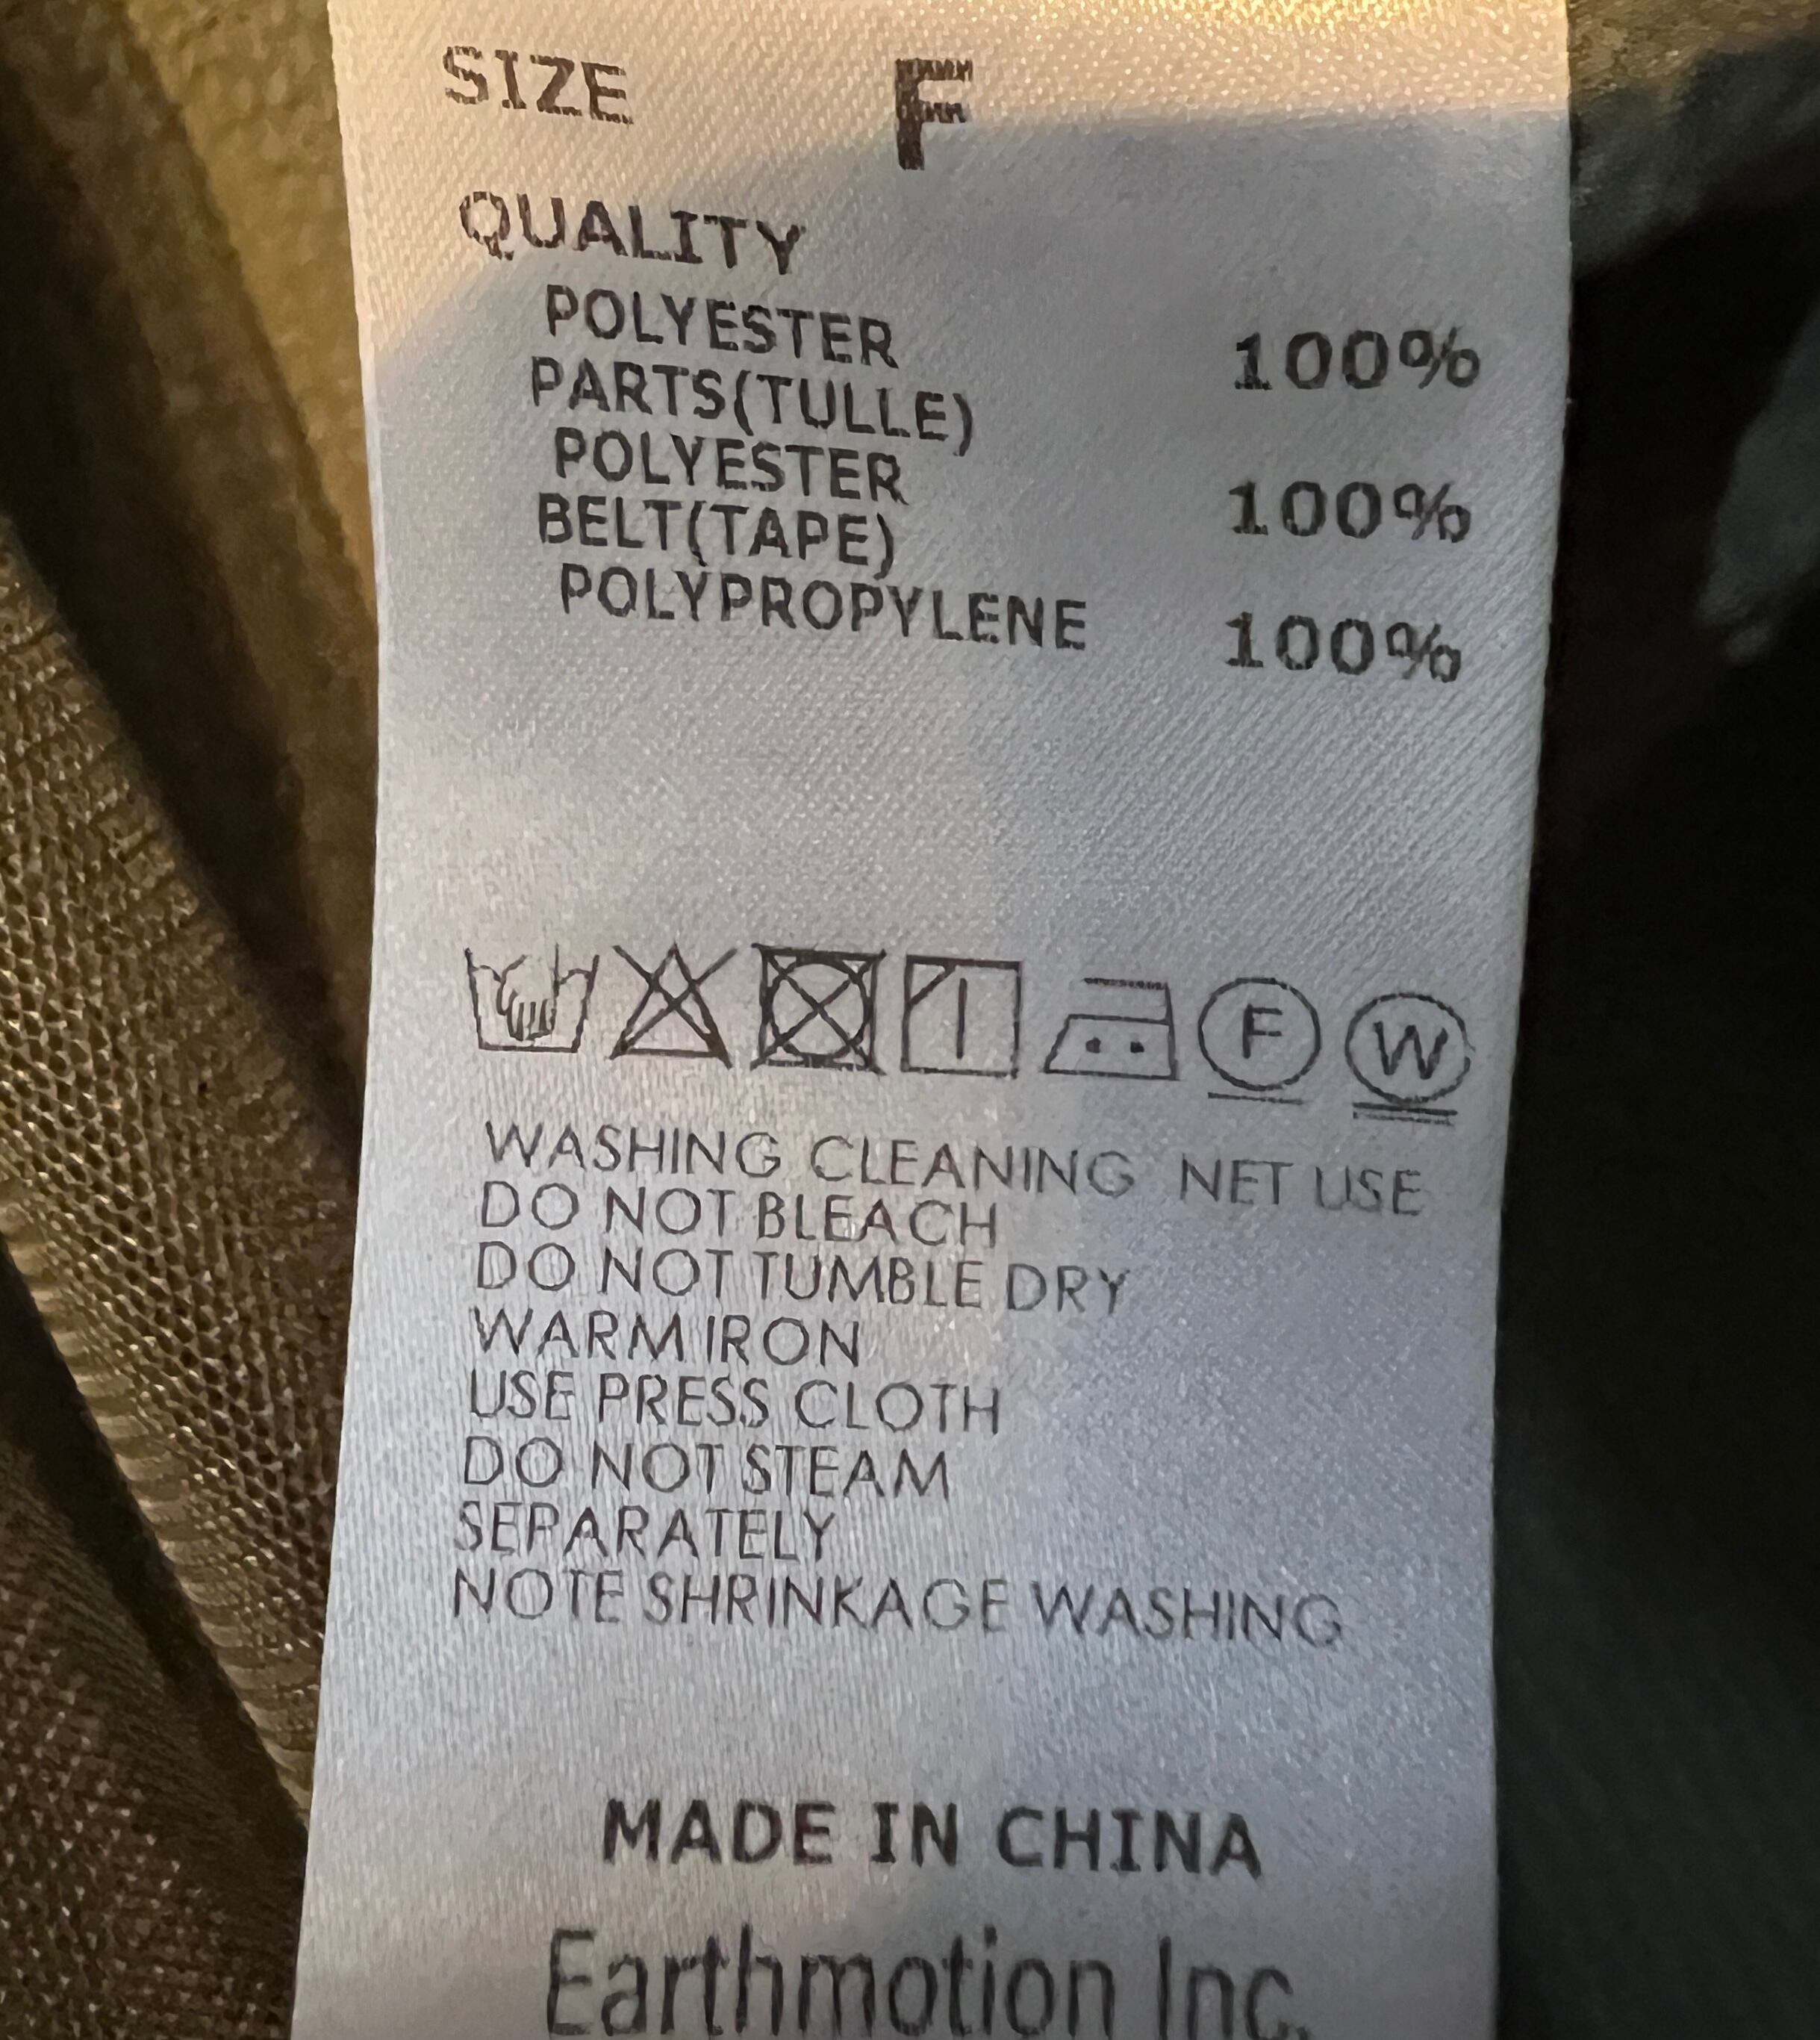 SIZE F
QUALITY
POLYESTER 100%
PARTS(TULLE)
POLYESTER 100%
BELT(TAPE)
POLYPROPYLENE 100%
F W
WASHING CLEANING NET USE
DO NOT BLEACH
DO NOT TUMBLE DRY
WARM IRON
USE PRESS CLOTH
DO NOT STEAM
SEPARATELY
NOTE SHRINKAGE WASHING
MADE IN CHINA
Earthmotion Inc.